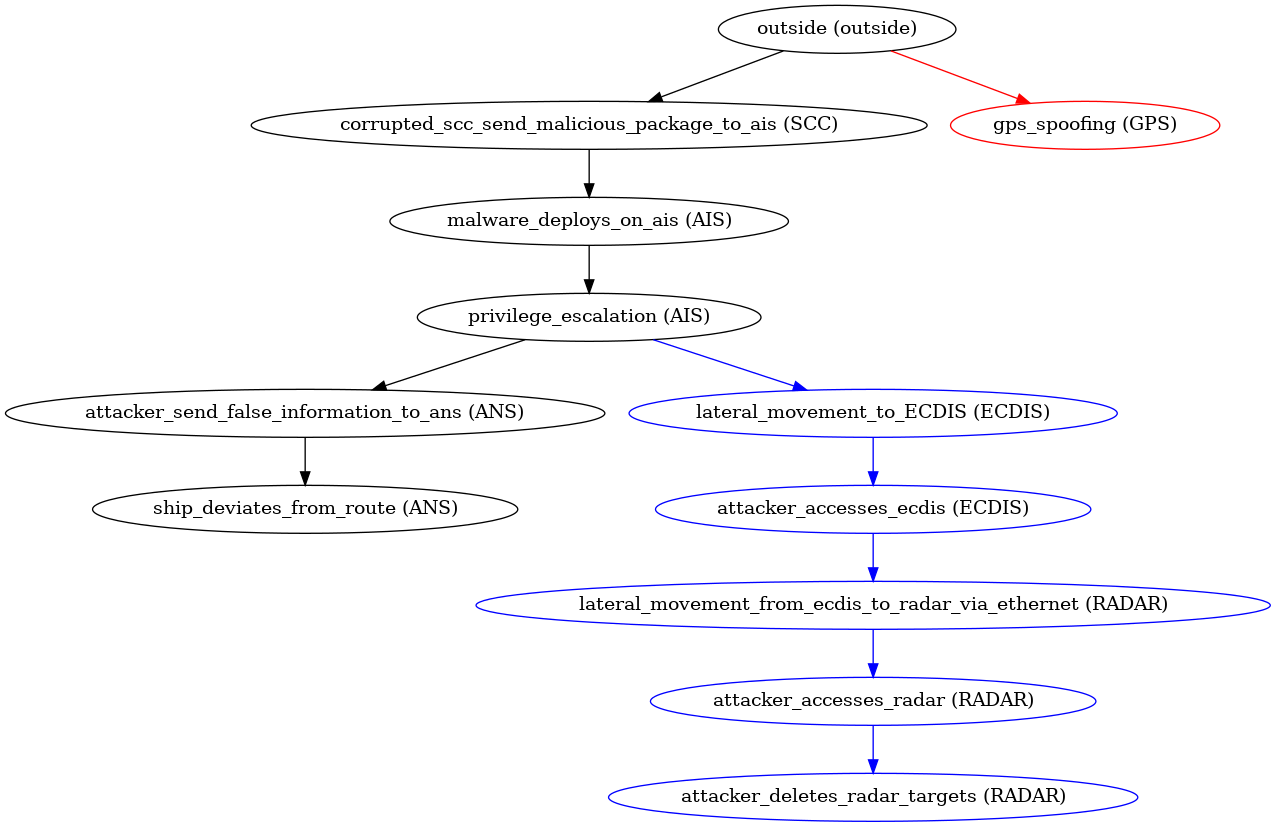 outside (outside)
corrupted_scc_send_malicious_package_to_ais (SCC)
gps_spoofing (GPS)
malware_deploys_on_ais (AIS)
privilege_escalation (AIS)
attacker_send_false_information_to_ans (ANS)
lateral_movement_to_ECDIS (ECDIS)
ship_deviates_from_route (ANS)
attacker_accesses_ecdis (ECDIS)
lateral_movement_from_ecdis_to_radar_via_ethernet (RADAR)
attacker_accesses_radar (RADAR)
attacker_deletes_radar_targets (RADAR)